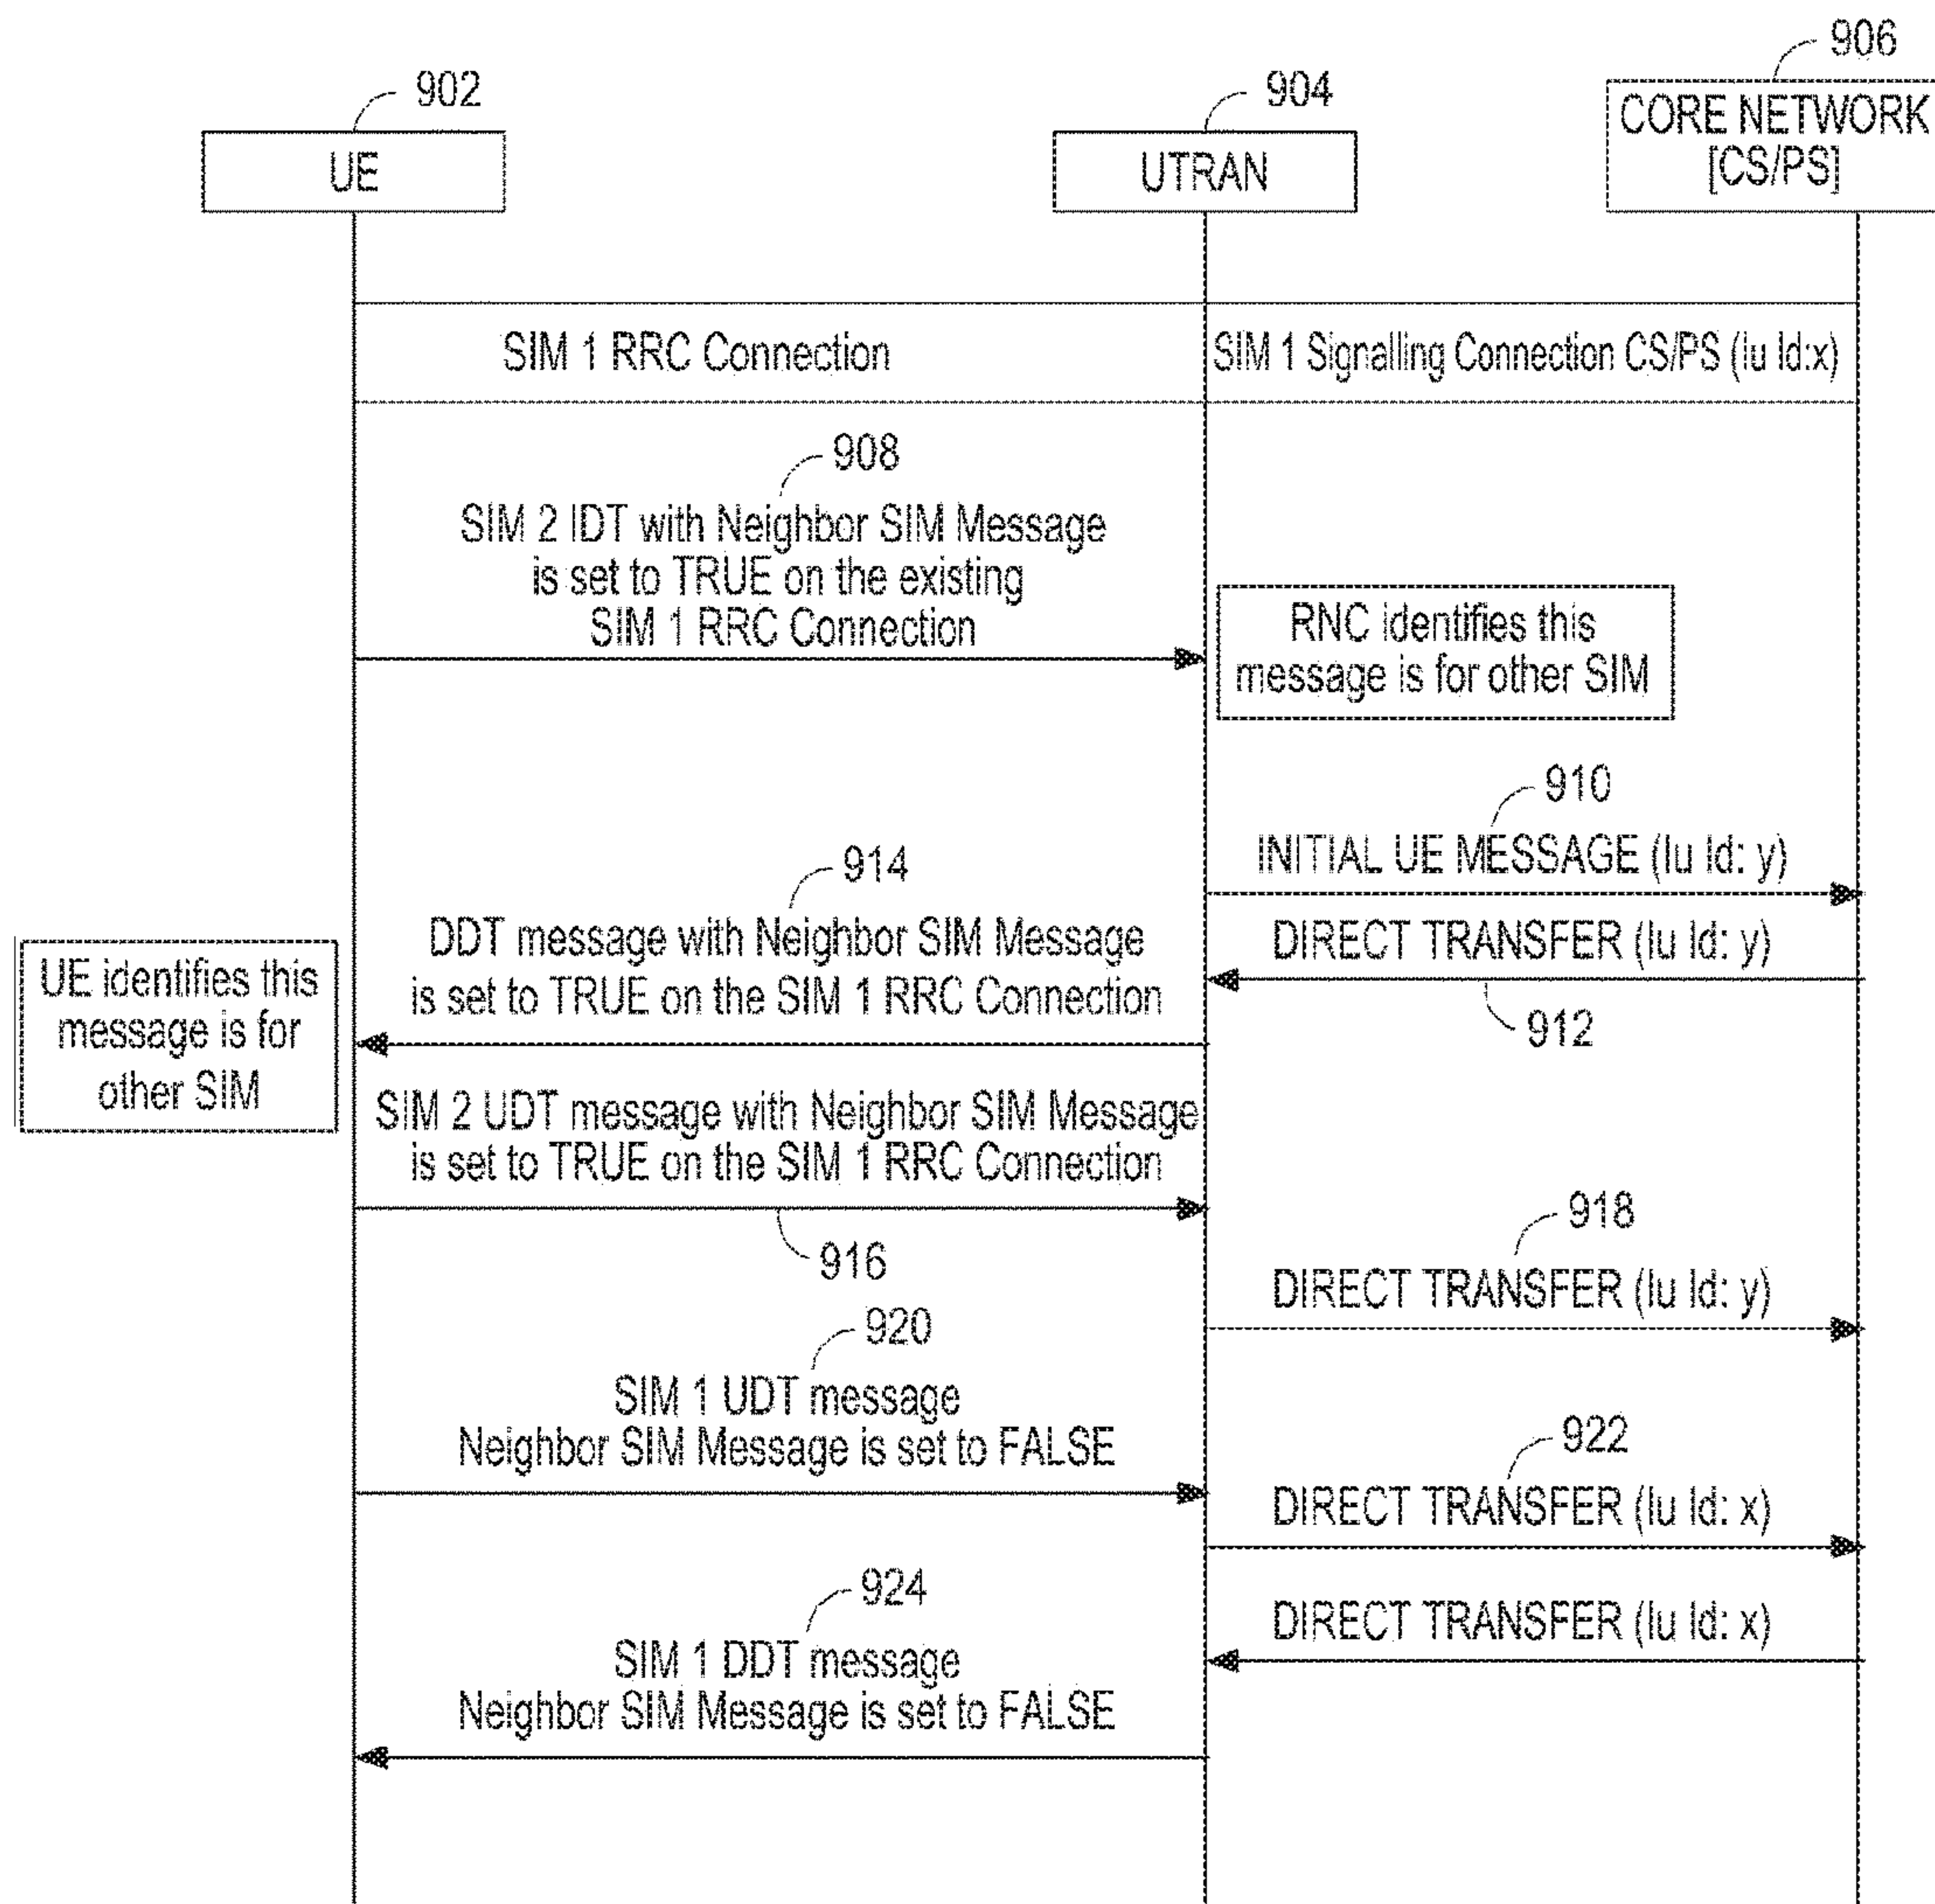 906
902
904
CORE NETWORK
[CS/PS]
UE
UTRAN
SIM 1 RRC Connection
SIM 1 Signalling Connection CS/PS (Iu Id:x)
908
SIM 2 IDT with Neighbor SIM Message
is set to TRUE on the existing
SIM 1 RRC Connection
RNC identifies this
message is for other SIM
910
INITIAL UE MESSAGE (Iu Id: y)
914
DDT message with Neighbor SIM Message
is set to TRUE on the SIM 1 RRC Connection
DIRECT TRANSFER (Iu Id: y)
912
UE identifies this
message is for
other SIM
SIM 2 UDT message with Neighbor SIM Message
is set to TRUE on the SIM 1 RRC Connection
916
918
DIRECT TRANSFER (Iu Id: y)
920
SIM 1 UDT message
Neighbor SIM Message is set to FALSE
922
DIRECT TRANSFER (Iu Id: x)
924
SIM 1 DDT message
Neighbor SIM Message is set to FALSE
DIRECT TRANSFER (Iu Id: x)